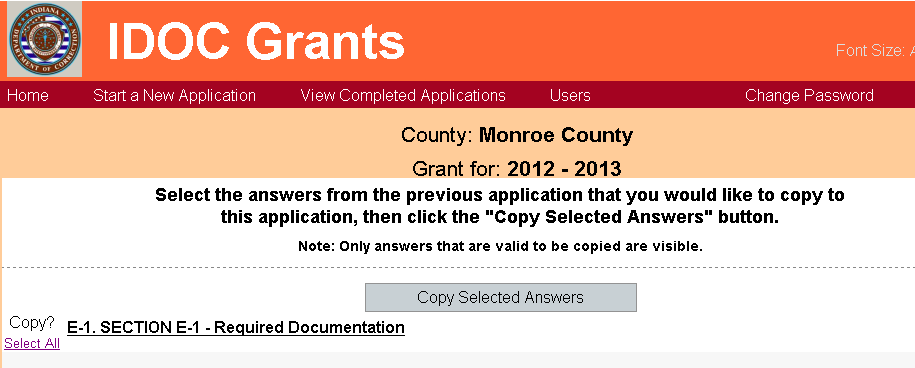 INDIANA
DEPARTMENT OF CORRECTION
IDOC Grants
Font Size: A
Home Start a New Application View Completed Applications Users Change Password
County: Monroe County
Grant for: 2012 - 2013
Select the answers from the previous application that you would like to copy to
this application, then click the "Copy Selected Answers" button.
Note: Only answers that are valid to be copied are visible.
Copy Selected Answers
Copy? E-1. SECTION E-1 - Required Documentation
Select All